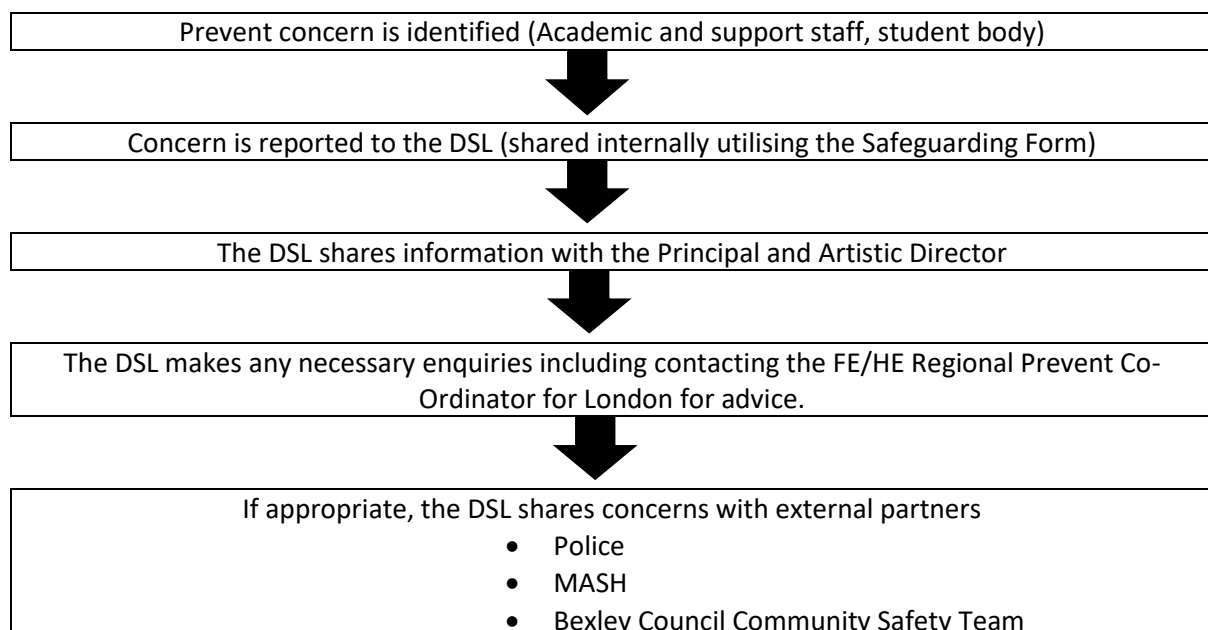 Prevent concern is identified (Academic and support staff, student body)
Concern is reported to the DSL (shared internally utilising the Safeguarding Form)
The DSL shares information with the Principal and Artistic Director
The DSL makes any necessary enquiries including contacting the FE/HE Regional Prevent Co-
Ordinator for London for advice.
If appropriate, the DSL shares concerns with external partners
• Police
• MASH
• Bexley Council Community Safety Team